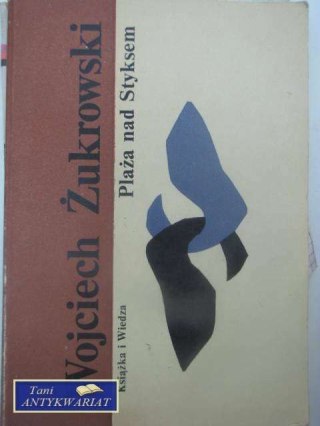 Wojciech Żukrowski
Plaża nad Styksem
Książka i Wiedza
Tani
ANTYKWARIAT